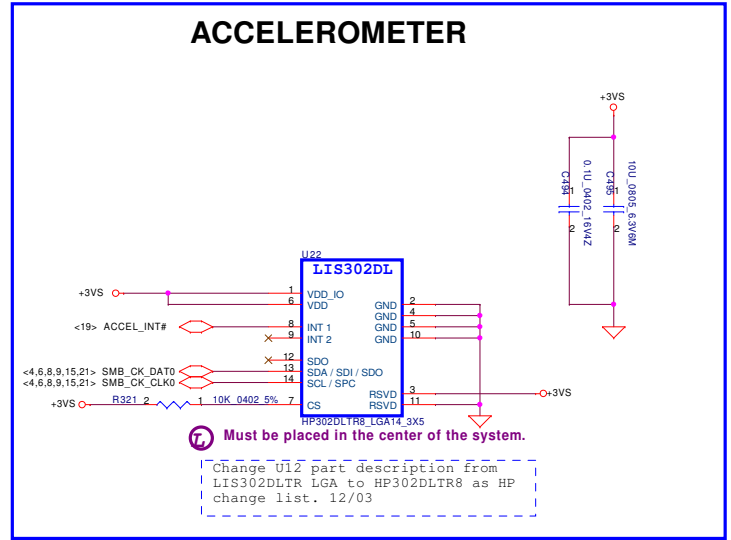 ACCELEROMETER
+3VS
C494
0.1U_0402_16V4Z
1
2
C495
10U_0805_6.3V6M
1
2
U22
LIS302DL
+3VS
1
VDD_IO
6
VDD
<19> ACCEL_INT#
8
INT 1
9
INT 2
12
SDO
<4,6,8,9,15,21> SMB_CK_DAT0
13
SDA / SDI / SDO
<4,6,8,9,15,21> SMB_CK_CLK0
14
SCL / SPC
+3VS
R321
2
1
10K_0402_5%
7
CS
GND
2
GND
4
GND
5
GND
10
RSVD
3
+3VS
RSVD
11
HP302DLTR8_LGA14_3X5
L Must be placed in the center of the system.
Change U12 part description from
LIS302DLTR LGA to HP302DLTR8 as HP
change list. 12/03